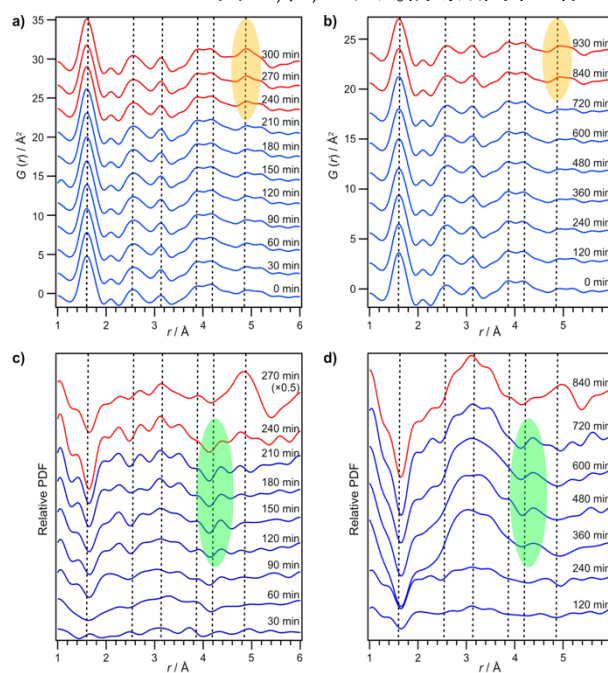 a)
G (r) / Å²
35
30
25
20
15
10
5
0
300 min
270 min
240 min
210 min
180 min
150 min
120 min
90 min
60 min
30 min
0 min
1 2 3 4 5 6
r / Å
b)
G (r) / Å²
25
20
15
10
5
0
930 min
840 min
720 min
600 min
480 min
360 min
240 min
120 min
0 min
1 2 3 4 5
r / Å
c)
Relative PDF
270 min
(×0.5)
240 min
210 min
180 min
150 min
120 min
90 min
60 min
30 min
1 2 3 4 5 6
r / Å
d)
Relative PDF
840 min
720 min
600 min
480 min
360 min
240 min
120 min
1 2 3 4 5
r / Å